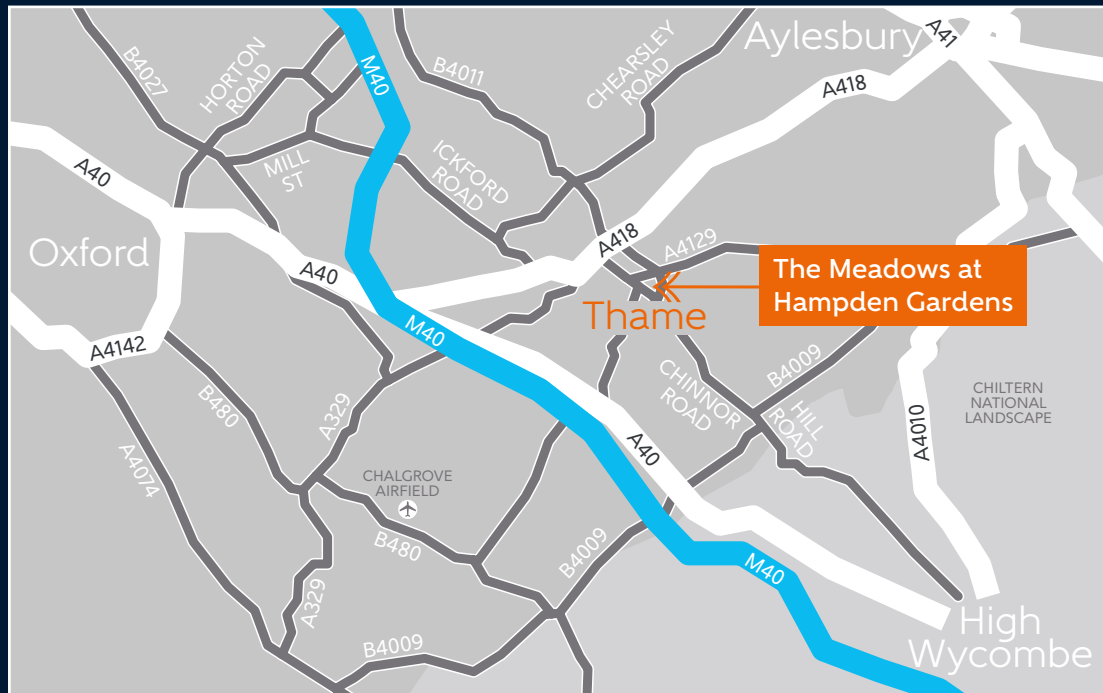 Aylesbury
A41
B4027
HORTON
ROAD
M40
B4011
CHEARSLEY
ROAD
A418
A40
MILL
ST
ICKFORD
ROAD
Oxford
A40
A418
A4129
The Meadows at
Hampden Gardens
Thame
M40
A4142
B480
A329
CHINNOR
ROAD
B4009
HILL
ROAD
CHILTERN
NATIONAL
LANDSCAPE
A4010
A4074
CHALGROVE
AIRFIELD
A40
B480
B4009
M40
A329
B4009
High
Wycombe